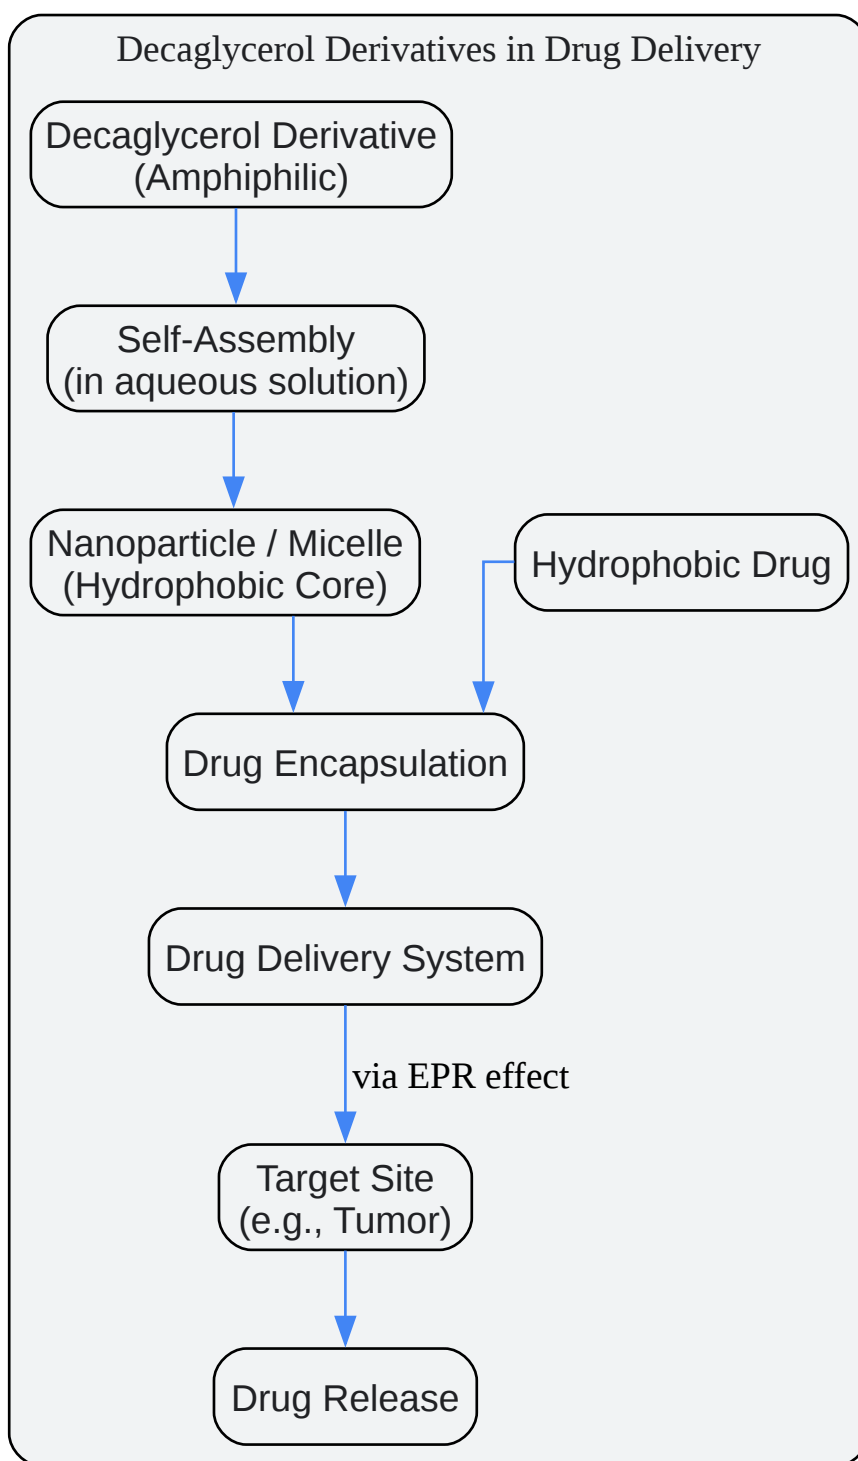 Decaglycerol Derivatives in Drug Delivery
Decaglycerol Derivative
(Amphiphilic)
Self-Assembly
(in aqueous solution)
Nanoparticle / Micelle
(Hydrophobic Core)
Hydrophobic Drug
Drug Encapsulation
Drug Delivery System
via EPR effect
Target Site
(e.g., Tumor)
Drug Release